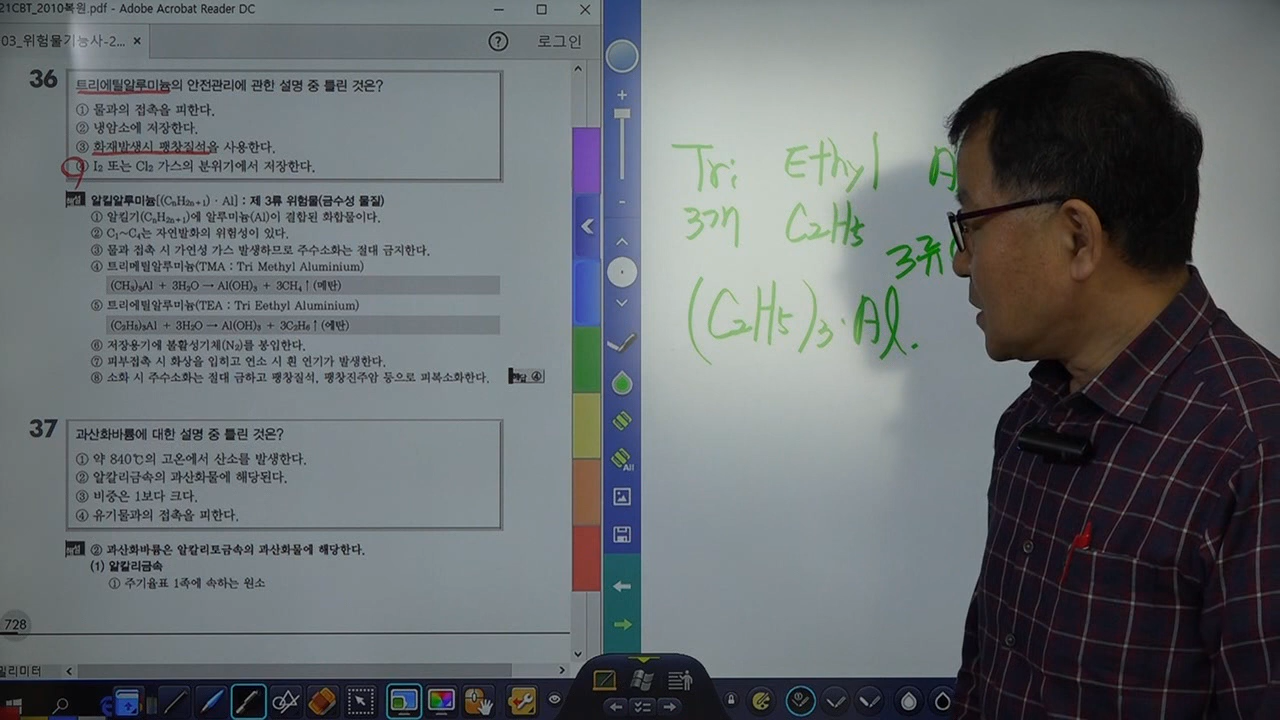 21CBT_2010복원.pdf - Adobe Acrobat Reader DC
03_위험물기능사-2... ×
로그인
36 트리에틸알루미늄의 안전관리에 관한 설명 중 틀린 것은?
① 물과의 접촉을 피한다.
② 냉암소에 저장한다.
③ 화재발생시 팽창질석을 사용한다.
④ I₂ 또는 Cl₂ 가스의 분위기에서 저장한다.
알킬알루미늄[(CₙH₂ₙ₊₁)·Al] : 제 3류 위험물(금수성 물질)
① 알킬기(CₙH₂ₙ₊₁)에 알루미늄(Al)이 결합된 화합물이다.
② C₁~C₄는 자연발화의 위험성이 있다.
③ 물과 접촉 시 가연성 가스 발생하므로 주수소화는 절대 금지한다.
④ 트리메틸알루미늄(TMA : Tri Methyl Aluminium)
(CH₃)₃Al + 3H₂O → Al(OH)₃ + 3CH₄↑(메탄)
⑤ 트리에틸알루미늄(TEA : Tri Eethyl Aluminium)
(C₂H₅)₃Al + 3H₂O → Al(OH)₃ + 3C₂H₆↑(에탄)
⑥ 저장용기에 불활성기체(N₂)를 봉입한다.
⑦ 피부접촉 시 화상을 입히고 연소 시 흰 연기가 발생한다.
⑧ 소화 시 주수소화는 절대 금하고 팽창질석, 팽창진주암 등으로 피복소화한다.
④
37 과산화바륨에 대한 설명 중 틀린 것은?
① 약 840℃의 고온에서 산소를 발생한다.
② 알칼리금속의 과산화물에 해당된다.
③ 비중은 1보다 크다.
④ 유기물과의 접촉을 피한다.
② 과산화바륨은 알칼리토금속의 과산화물에 해당한다.
(1) 알칼리금속
① 주기율표 1족에 속하는 원소
728
밀리미터
All
Tri Ethyl A
3개 C₂H₅
3류
(C₂H₅)₃·Al.